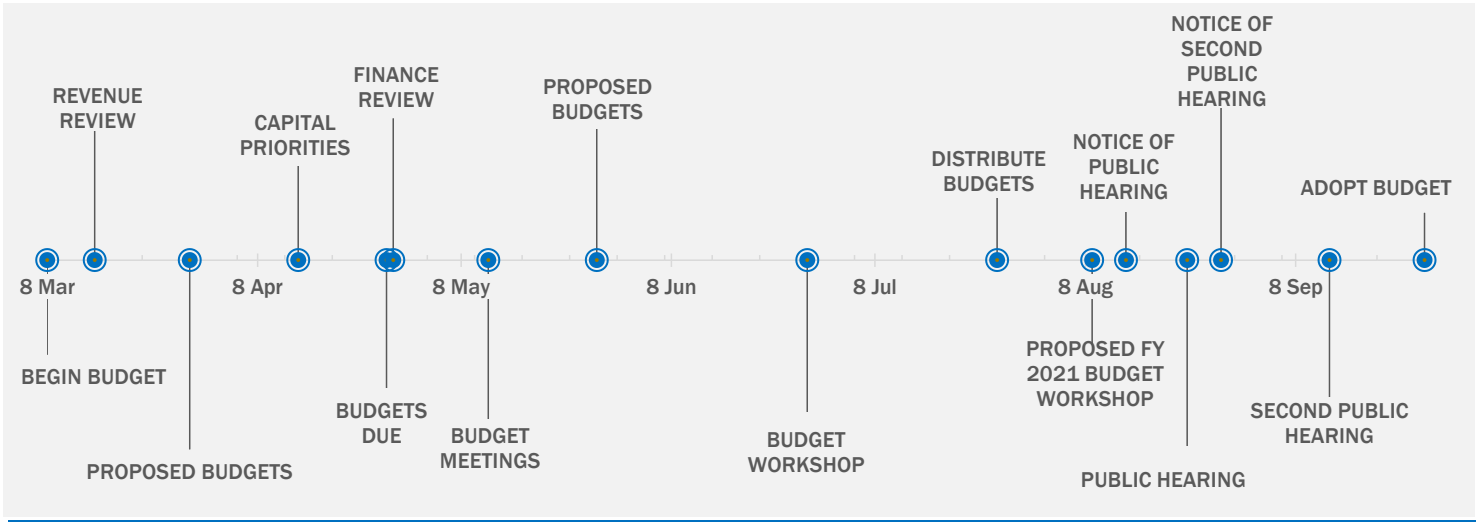 NOTICE OF
SECOND
PUBLIC
HEARING
FINANCE
REVIEW
PROPOSED
BUDGETS
REVENUE
REVIEW
CAPITAL
PRIORITIES
NOTICE OF
PUBLIC
HEARING
DISTRIBUTE
BUDGETS
ADOPT BUDGET
8 Mar
8 Apr
8 May
8 Jun
8 Jul
8 Aug
8 Sep
BEGIN BUDGET
PROPOSED FY
2021 BUDGET
WORKSHOP
BUDGETS
DUE
SECOND PUBLIC
HEARING
BUDGET
MEETINGS
BUDGET
WORKSHOP
PROPOSED BUDGETS
PUBLIC HEARING